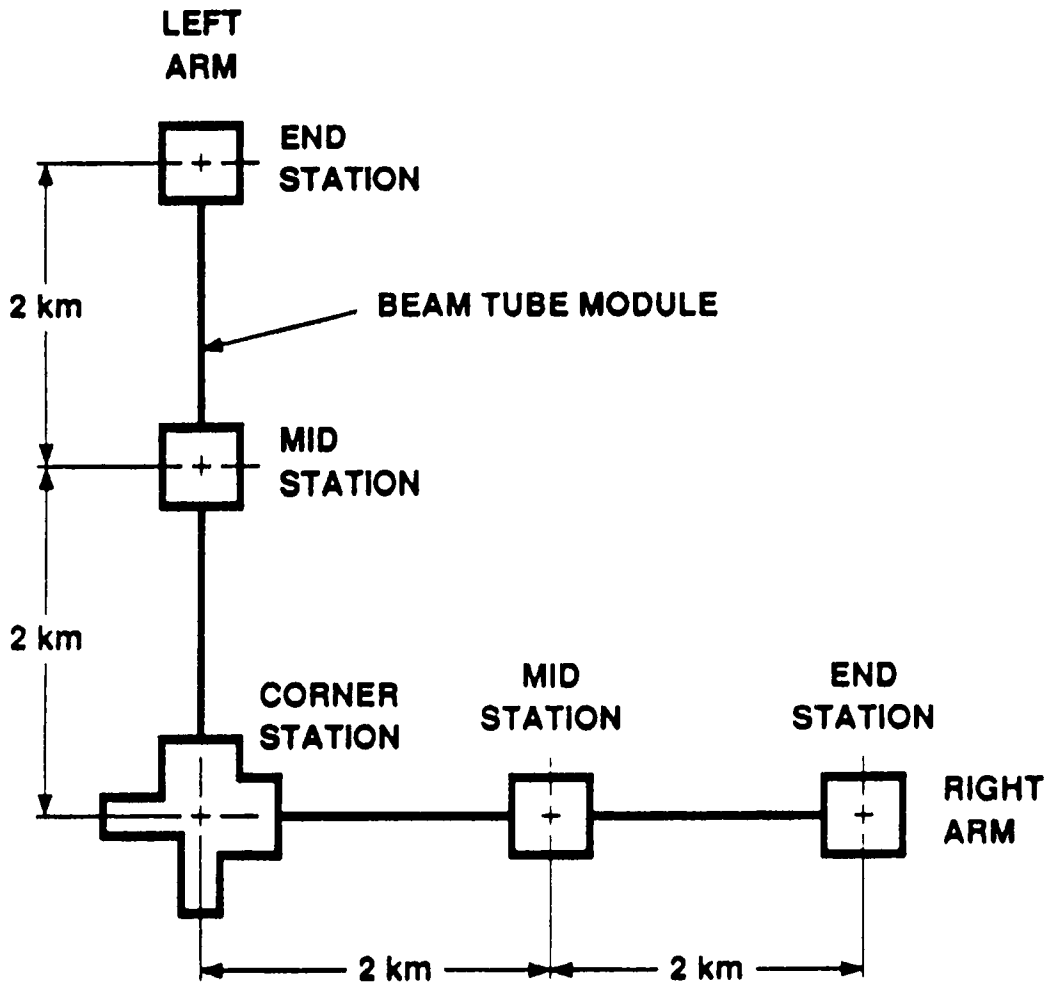 LEFT
ARM
END
STATION
2 km
BEAM TUBE MODULE
MID
STATION
2 km
CORNER
STATION
MID
STATION
END
STATION
RIGHT
ARM
2 km
2 km